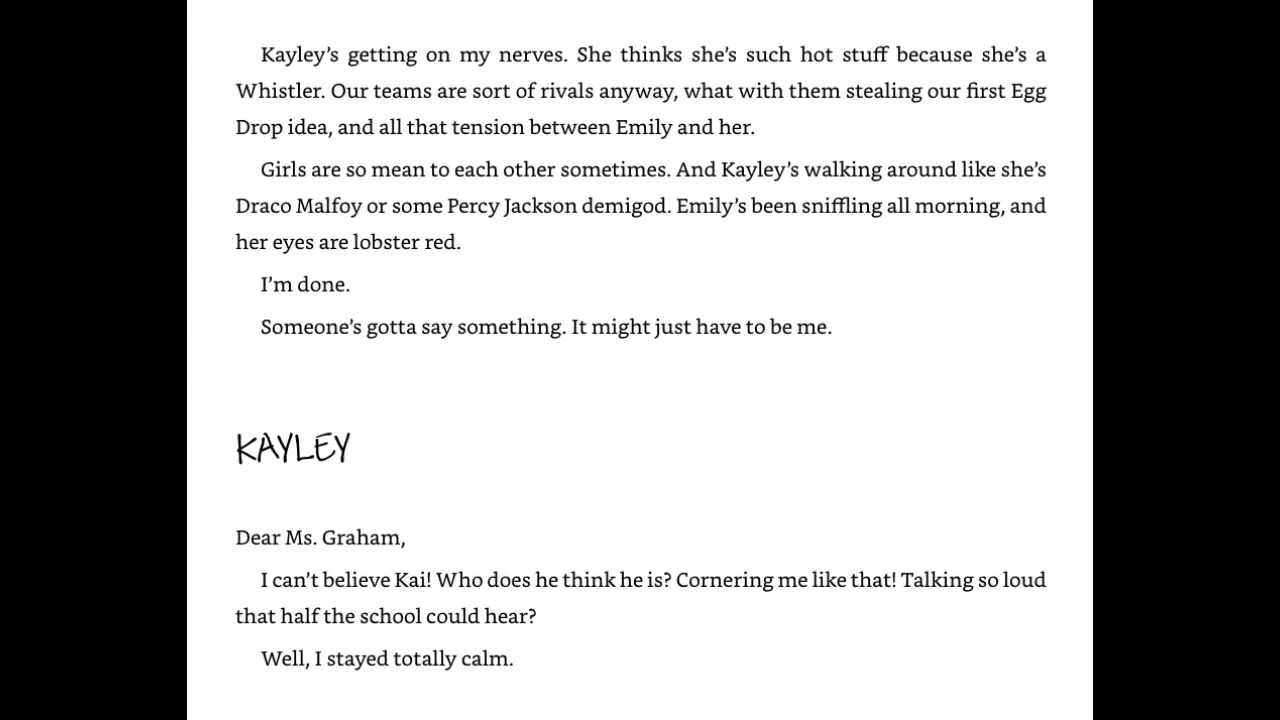 Kayley’s getting on my nerves. She thinks she’s such hot stuff because she’s a
Whistler. Our teams are sort of rivals anyway, what with them stealing our first Egg
Drop idea, and all that tension between Emily and her.
Girls are so mean to each other sometimes. And Kayley’s walking around like she’s
Draco Malfoy or some Percy Jackson demigod. Emily’s been sniffling all morning, and
her eyes are lobster red.
I’m done.
Someone’s gotta say something. It might just have to be me.
KAYLEY
Dear Ms. Graham,
I can’t believe Kai! Who does he think he is? Cornering me like that! Talking so loud
that half the school could hear?
Well, I stayed totally calm.